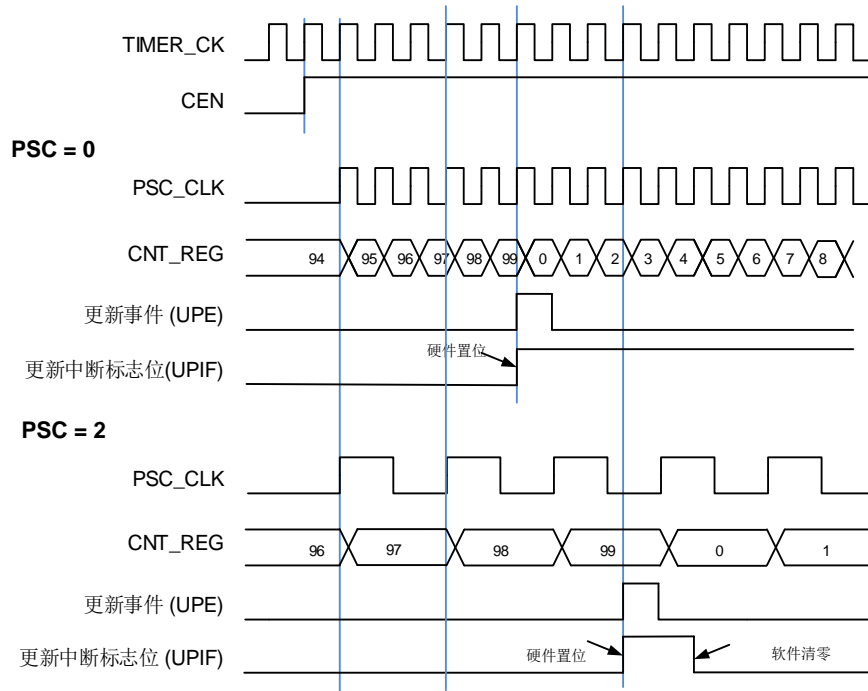 TIMER_CK
CEN
PSC = 0
PSC_CLK
CNT_REG 94 95 96 97 98 99 0 1 2 3 4 5 6 7 8
更新事件 (UPE)
硬件置位
更新中断标志位(UPIF)
PSC = 2
PSC_CLK
CNT_REG 96 97 98 99 0 1
更新事件 (UPE)
更新中断标志位 (UPIF) 硬件置位 软件清零